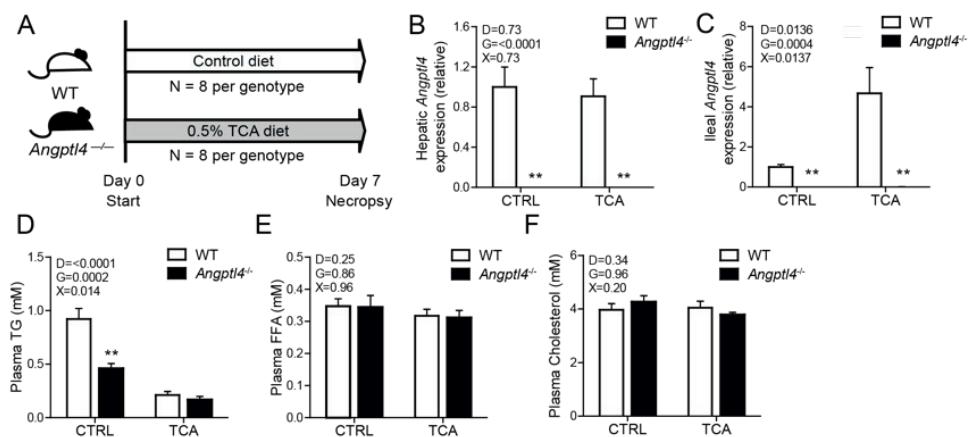 A
WT
Angptl4 −/−
Control diet
N = 8 per genotype
0.5% TCA diet
N = 8 per genotype
Day 0
Start
Day 7
Necropsy
B
D=0.73
G=<0.0001
X=0.73
WT
Angptl4-/-
Hepatic Angptl4
expression (relative)
1.6
1.2
0.8
0.4
0.0
**
**
CTRL
TCA
C
D=0.0136
G=0.0004
X=0.0137
WT
Angptl4-/-
Ileal Angptl4
expression (relative)
8
6
4
2
0
**
**
CTRL
TCA
D
D=<0.0001
G=0.0002
X=0.014
WT
Angptl4-/-
Plasma TG (mM)
1.5
1.0
0.5
0.0
**
CTRL
TCA
E
D=0.25
G=0.86
X=0.96
WT
Angptl4-/-
Plasma FFA (mM)
0.5
0.4
0.3
0.2
0.1
0.0
CTRL
TCA
F
D=0.34
G=0.96
X=0.20
WT
Angptl4-/-
Plasma Cholesterol (mM)
6
4
2
0
CTRL
TCA